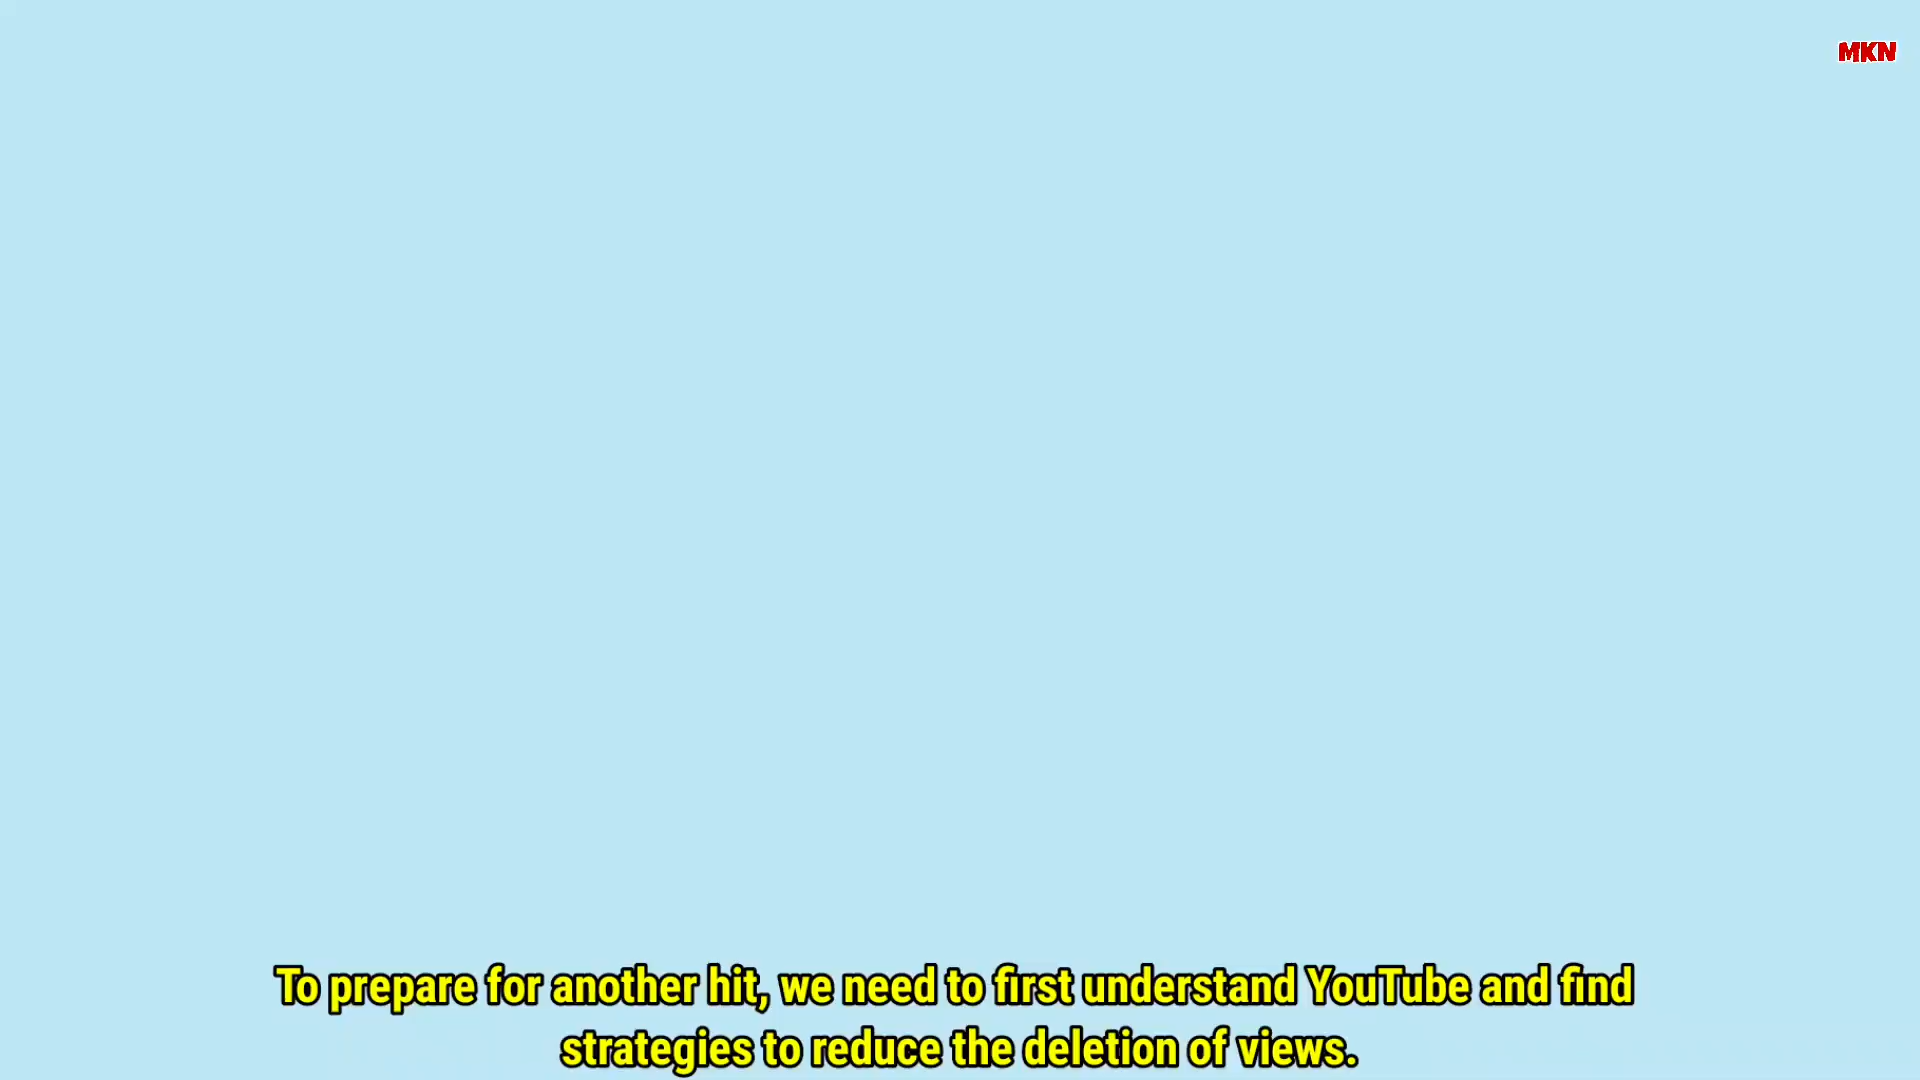 MKN
To prepare for another hit, we need to first understand YouTube and find
strategies to reduce the deletion of views.